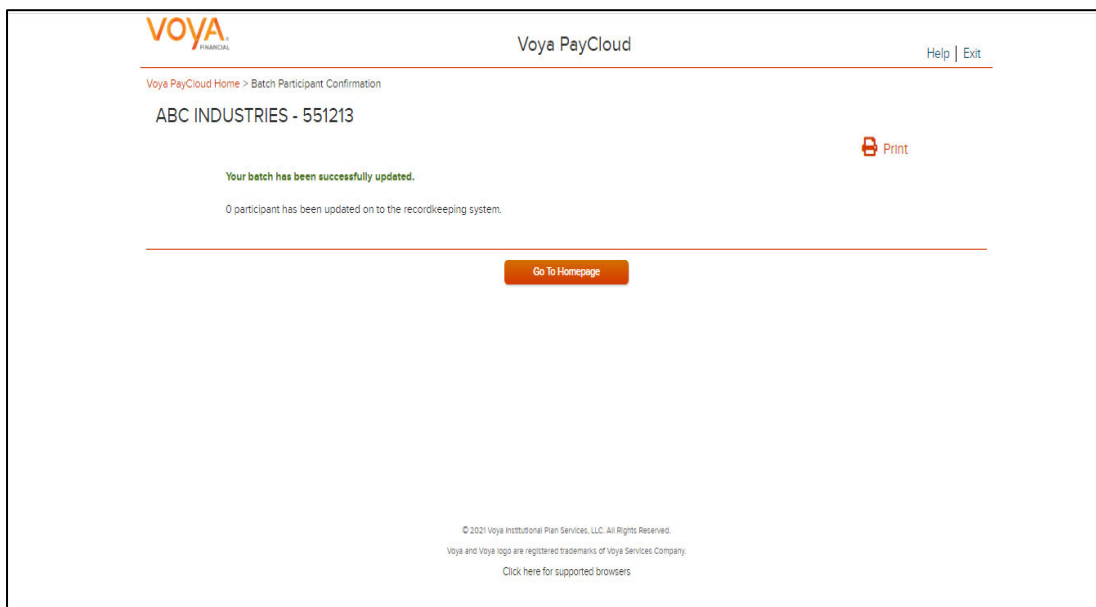 VOYA
FINANCIAL
Voya PayCloud
Help | Exit
Voya PayCloud Home > Batch Participant Confirmation
ABC INDUSTRIES - 551213
Print
Your batch has been successfully updated.
0 participant has been updated on to the recordkeeping system.
Go To Homepage
© 2021 Voya Institutional Plan Services, LLC. All Rights Reserved.
Voya and Voya logo are registered trademarks of Voya Services Company.
Click here for supported browsers